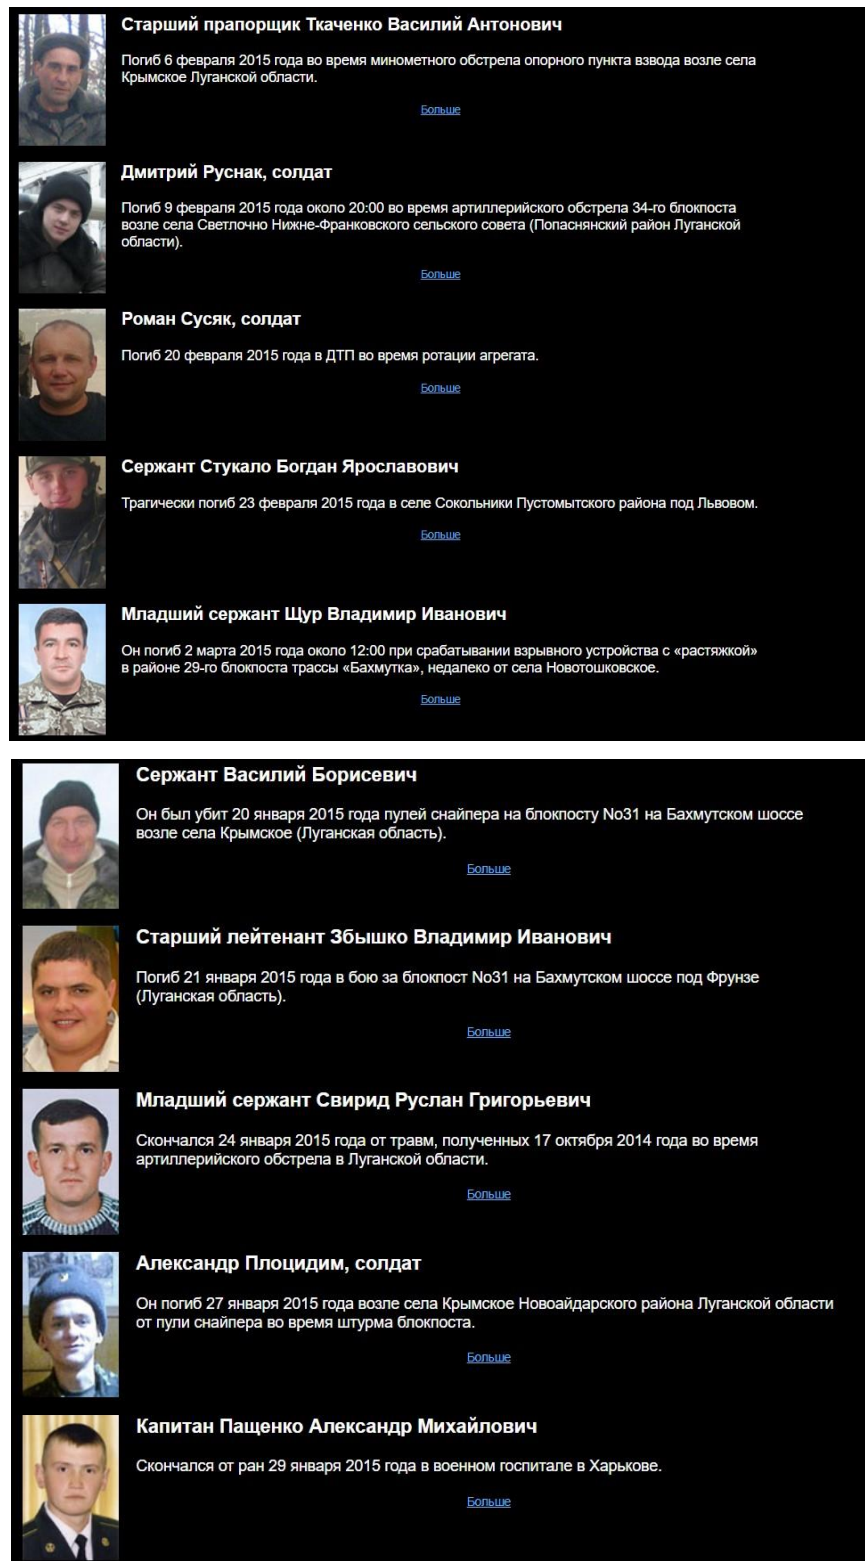 Старший прапорщик Ткаченко Василий Антонович
Погиб 6 февраля 2015 года во время минометного обстрела опорного пункта взвода возле села
Крымское Луганской области.
Больше
Дмитрий Руснак, солдат
Погиб 9 февраля 2015 года около 20:00 во время артиллерийского обстрела 34-го блокпоста
возле села Светлочно Нижне-Франковского сельского совета (Попаснянский район Луганской
области).
Больше
Роман Сусяк, солдат
Погиб 20 февраля 2015 года в ДТП во время ротации агрегата.
Больше
Сержант Стукало Богдан Ярославович
Трагически погиб 23 февраля 2015 года в селе Сокольники Пустомытского района под Львовом.
Больше
Младший сержант Щур Владимир Иванович
Он погиб 2 марта 2015 года около 12:00 при срабатывании взрывного устройства с «растяжкой»
в районе 29-го блокпоста трассы «Бахмутка», недалеко от села Новотошковское.
Больше
Сержант Василий Борисевич
Он был убит 20 января 2015 года пулей снайпера на блокпосту No31 на Бахмутском шоссе
возле села Крымское (Луганская область).
Больше
Старший лейтенант Збышко Владимир Иванович
Погиб 21 января 2015 года в бою за блокпост No31 на Бахмутском шоссе под Фрунзе
(Луганская область).
Больше
Младший сержант Свирид Руслан Григорьевич
Скончался 24 января 2015 года от травм, полученных 17 октября 2014 года во время
артиллерийского обстрела в Луганской области.
Больше
Александр Плоцидим, солдат
Он погиб 27 января 2015 года возле села Крымское Новоайдарского района Луганской области
от пули снайпера во время штурма блокпоста.
Больше
Капитан Пащенко Александр Михайлович
Скончался от ран 29 января 2015 года в военном госпитале в Харькове.
Больше